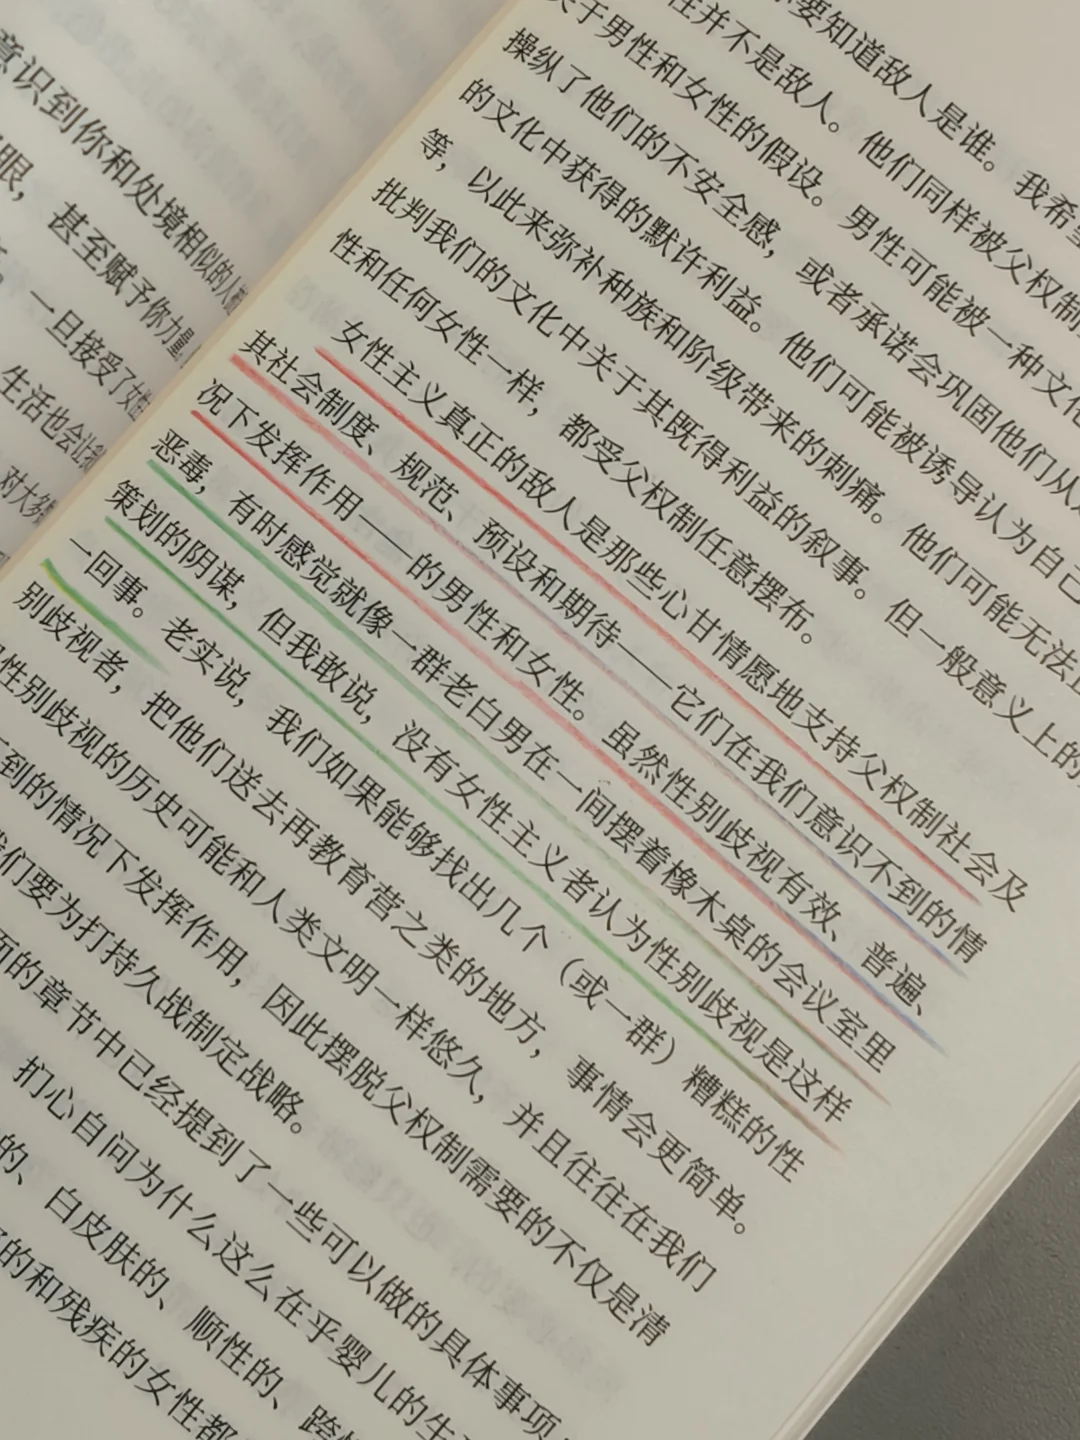 意识到你和处境相似的人
眼，甚至赋予你力量
。一旦接受了女性
生活也会让
对大多
要知道敌人是谁。我希
性并不是敌人。他们同样被父权制
关于男性和女性的假设。男性可能被一种文化
操纵了他们的不安全感，或者承诺会巩固他们从
的文化中获得的默许利益。他们可能被诱导认为自己
等，以此来弥补种族和阶级带来的刺痛。他们可能无法
批判我们的文化中关于其既得利益的叙事。但一般意义上的
性和任何女性一样，都受父权制任意摆布。
女性主义真正的敌人是那些心甘情愿地支持父权制社会及
其社会制度、规范、预设和期待——它们在我们意识不到的情
况下发挥作用——的男性和女性。虽然性别歧视有效、普遍、
恶毒，有时感觉就像一群老白男在一间摆着橡木桌的会议室里
策划的阴谋，但我敢说，没有女性主义者认为性别歧视是这样
一回事。老实说，我们如果能够找出几个（或一群）糟糕的性
别歧视者，把他们送去再教育营之类的地方，事情会更简单。
性别歧视的历史可能和人类文明一样悠久，并且往往在我们
到的情况下发挥作用，因此摆脱父权制需要的不仅是清
我们要为打持久战制定战略。
面的章节中已经提到了一些可以做的具体事项
扪心自问为什么这么在乎婴儿的生
的、白皮肤的、顺性的、跨
的和残疾的女性都